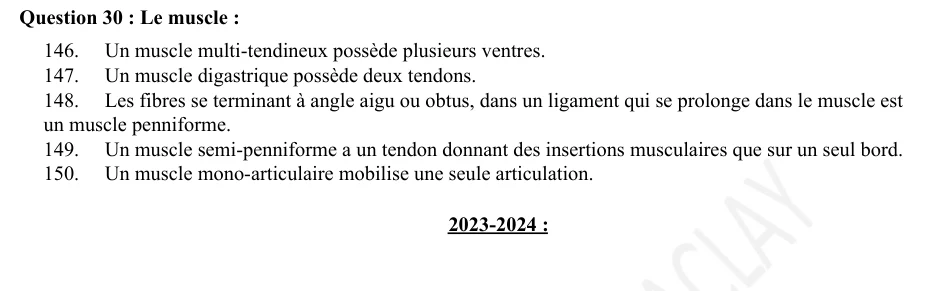 Question 30 : Le muscle :
146. Un muscle multi-tendineux possède plusieurs ventres.
147. Un muscle digastrique possède deux tendons.
148. Les fibres se terminant à angle aigu ou obtus, dans un ligament qui se prolonge dans le muscle est
un muscle penniforme.
149. Un muscle semi-penniforme a un tendon donnant des insertions musculaires que sur un seul bord.
150. Un muscle mono-articulaire mobilise une seule articulation.
2023-2024 :
ACLAY